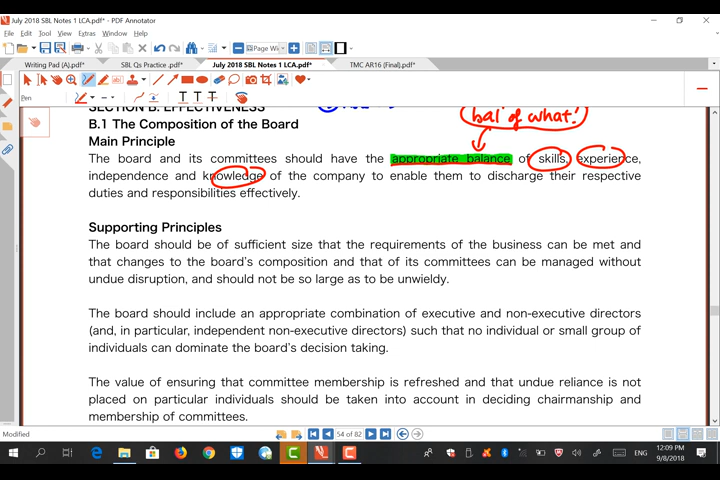 July 2018 SBL Notes 1 LCA.pdf* - PDF Annotator
File Edit Tool Extras Window Help
Page Wi
Writing Pad (A).pdf* SBL Qs Practice .pdf* July 2018 SBL Notes 1 LCA.pdf* TMC AR16 (Final).pdf*
Pen
T T T
SECTION B: EFFECTIVENESS
bal of what?
B.1 The Composition of the Board
Main Principle
The board and its committees should have the appropriate balance of skills, experience,
independence and knowledge of the company to enable them to discharge their respective
duties and responsibilities effectively.
Supporting Principles
The board should be of sufficient size that the requirements of the business can be met and
that changes to the board's composition and that of its committees can be managed without
undue disruption, and should not be so large as to be unwieldy.
The board should include an appropriate combination of executive and non-executive directors
(and, in particular, independent non-executive directors) such that no individual or small group of
individuals can dominate the board's decision taking.
The value of ensuring that committee membership is refreshed and that undue reliance is not
placed on particular individuals should be taken into account in deciding chairmanship and
membership of committees.
Modified 54 of 82
ENG 12:09 PM
9/8/2018